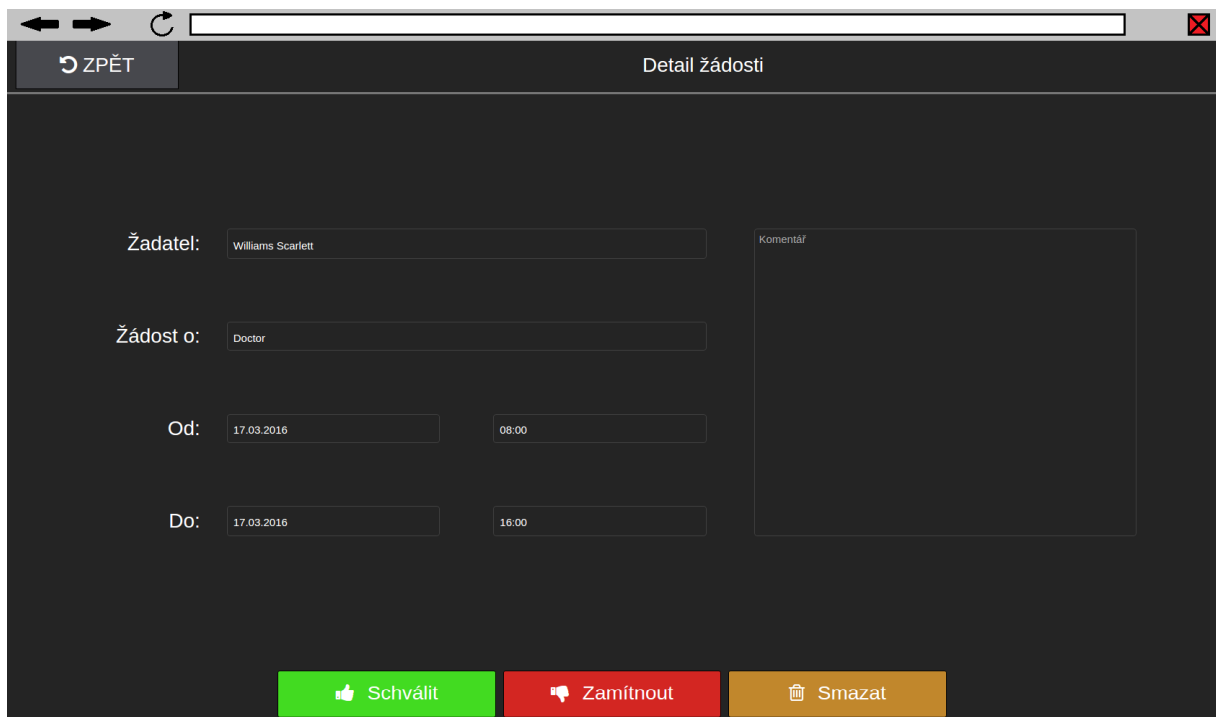 ZPĚT
Detail žádosti
Žadatel:
Williams Scarlett
Komentář
Žádost o:
Doctor
Od:
17.03.2016
08:00
Do:
17.03.2016
16:00
Schválit
Zamítnout
Smazat